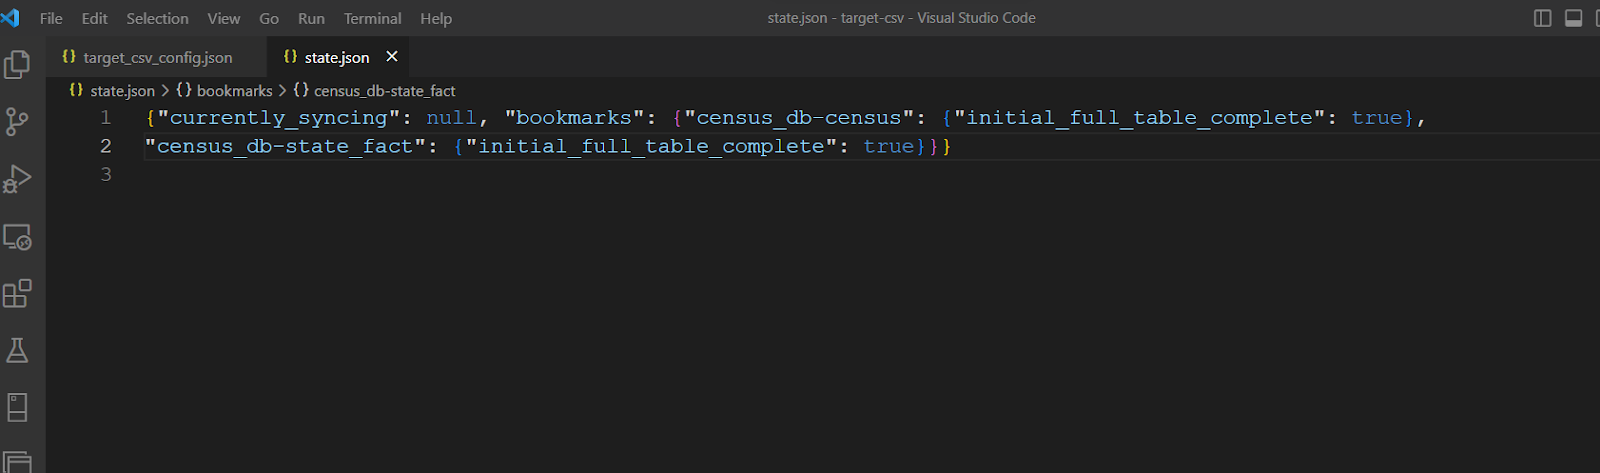 File Edit Selection View Go Run Terminal Help state.json - target-csv - Visual Studio Code
{} target_csv_config.json {} state.json ×
{} state.json > {} bookmarks > {} census_db-state_fact
1 {"currently_syncing": null, "bookmarks": {"census_db-census": {"initial_full_table_complete": true},
2 "census_db-state_fact": {"initial_full_table_complete": true}}}
3